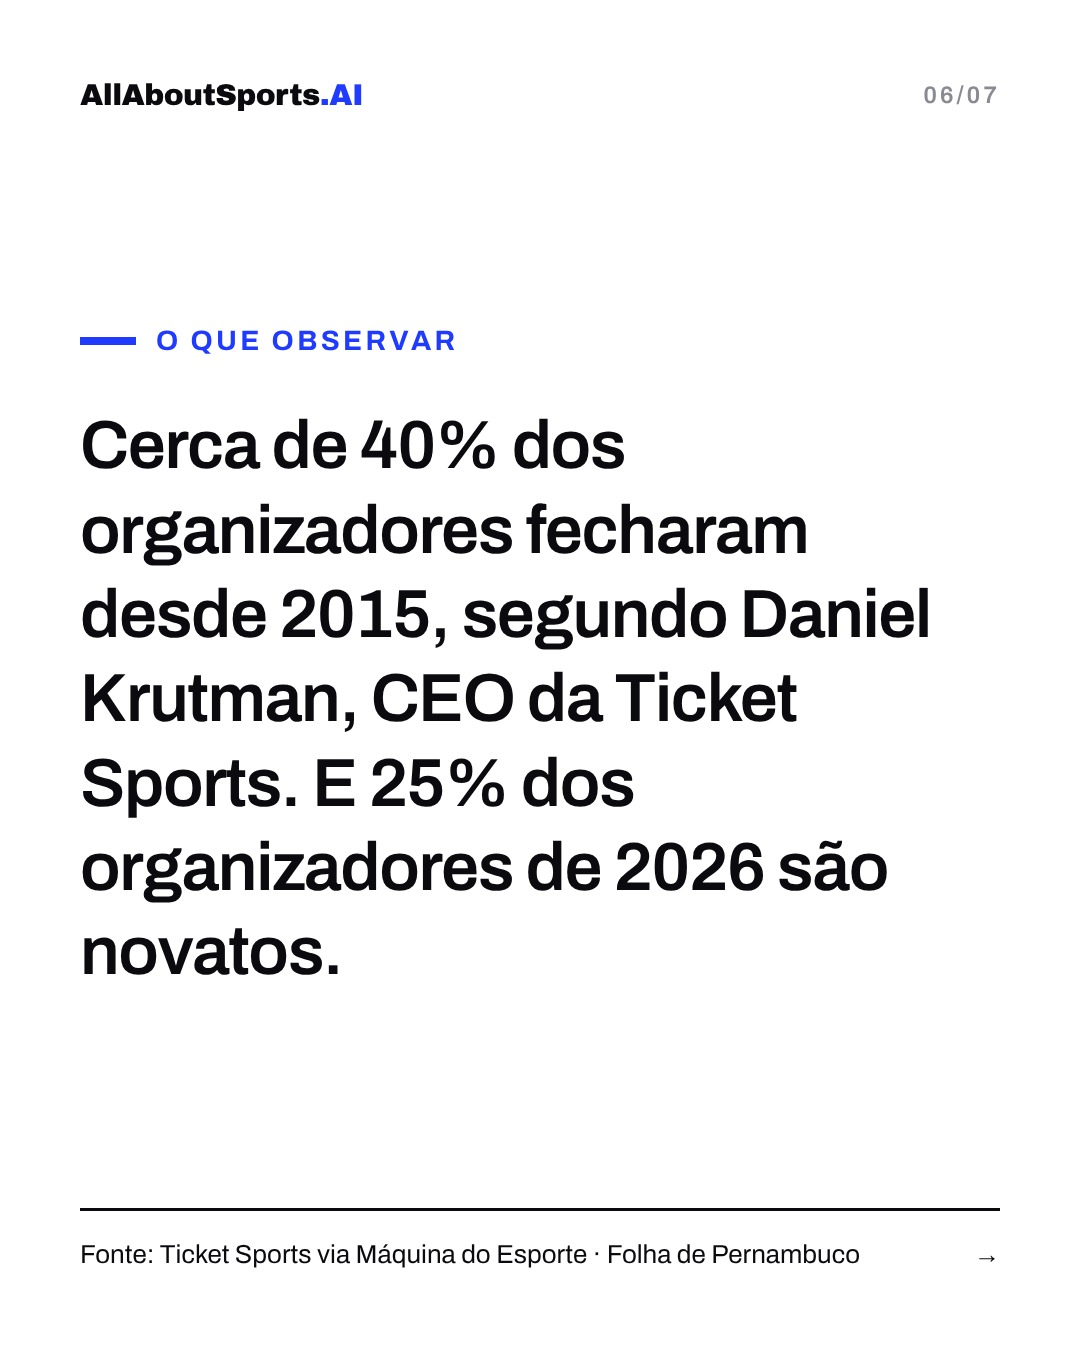 AllAboutSports.AI
06/07
O QUE OBSERVAR
Cerca de 40% dos
organizadores fecharam
desde 2015, segundo Daniel
Krutman, CEO da Ticket
Sports. E 25% dos
organizadores de 2026 são
novatos.
Fonte: Ticket Sports via Máquina do Esporte · Folha de Pernambuco →